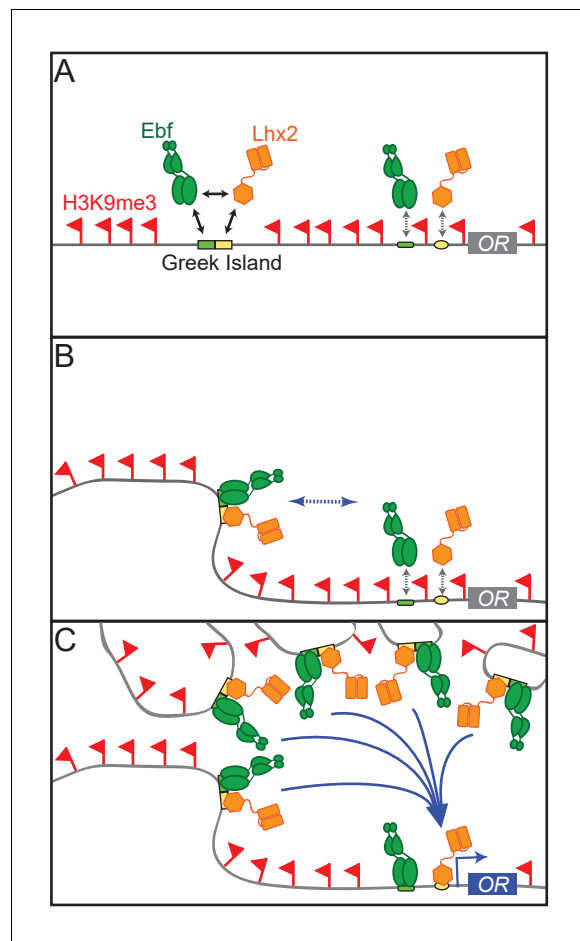 A
Ebf
Lhx2
H3K9me3
OR
Greek Island
B
OR
C
OR